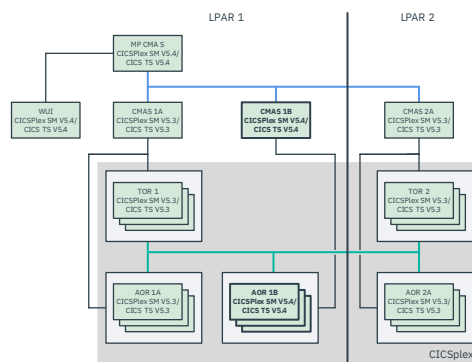 LPAR 1
LPAR 2
MP CMA S
CICSPlex SM V5.4/
CICS TS V5.4
WUI
CICSPlex SM V5.4/
CICS TS V5.4
CMAS 1A
CICSPlex SM V5.3/
CICS TS V5.3
CMAS 1B
CICSPlex SM V5.4/
CICS TS V5.4
CMAS 2A
CICSPlex SM V5.3/
CICS TS V5.3
TOR 1
CICSPlex SM V5.3/
CICS TS V5.3
TOR 2
CICSPlex SM V5.3/
CICS TS V5.3
AOR 1A
CICSPlex SM V5.3/
CICS TS V5.3
AOR 1B
CICSPlex SM V5.4/
CICS TS V5.4
AOR 2A
CICSPlex SM V5.3/
CICS TS V5.3
CICSplex